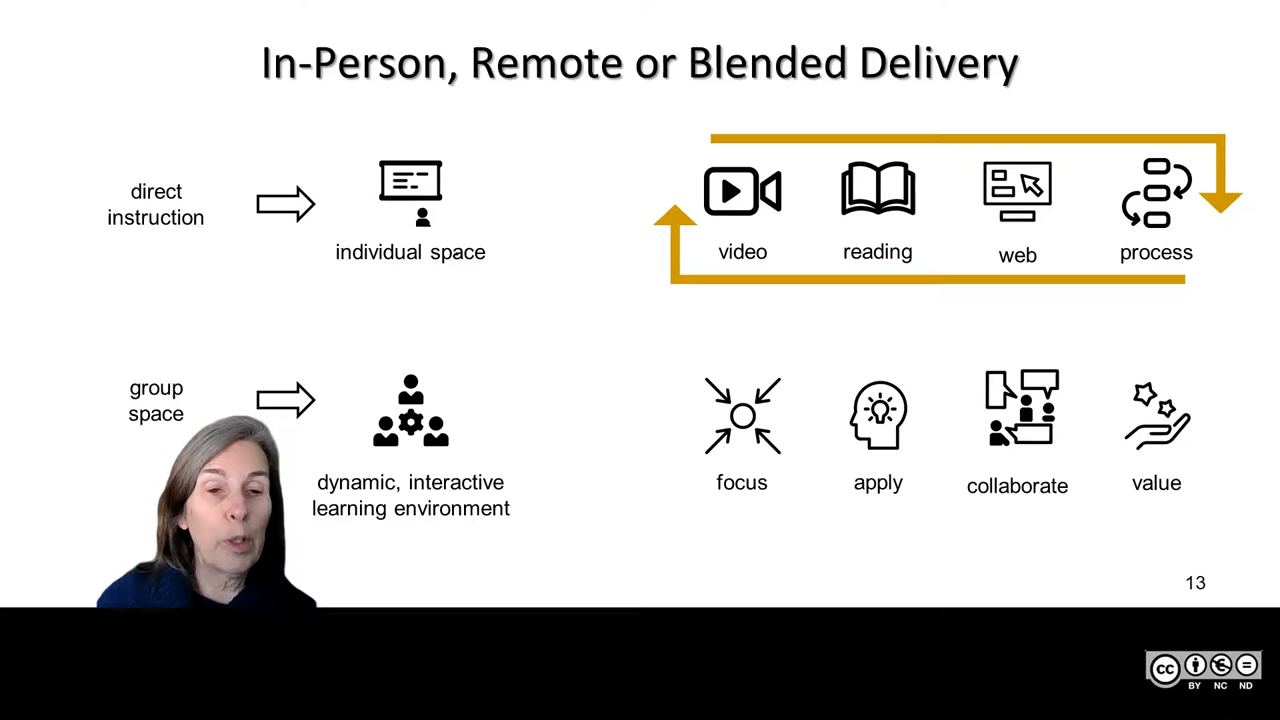 In-Person, Remote or Blended Delivery
direct
instruction
individual space
video
reading
web
process
group
space
dynamic, interactive
learning environment
focus
apply
collaborate
value
13
cc
BY NC ND